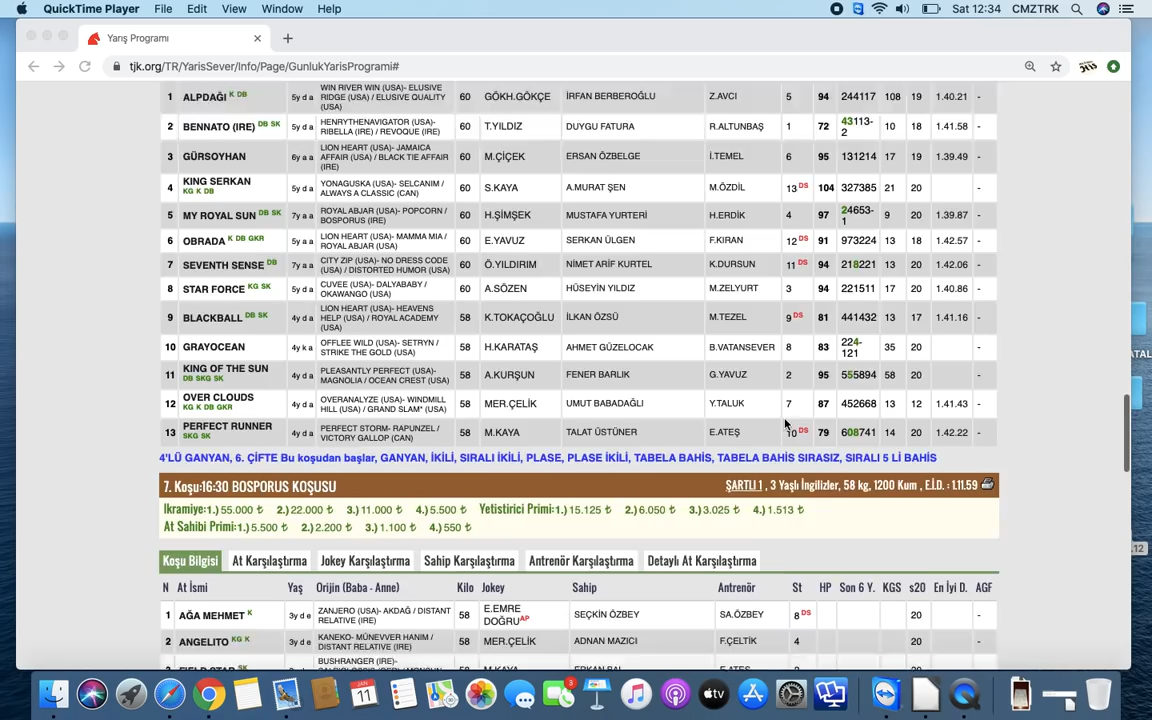 QuickTime Player File Edit View Window Help Sat 12:34 CMZTRK
Yarış Programı
tjk.org/TR/YarisSever/Info/Page/GunlukYarisProgrami#
1 ALPDAĞI K DB 5y d a WIN RIVER WIN (USA)- ELUSIVE RIDGE (USA) / ELUSIVE QUALITY (USA) 60 GÖKH.GÖKÇE İRFAN BERBEROĞLU Z.AVCI 5 94 244117 108 19 1.40.21 -
2 BENNATO (IRE) DB SK 5y d a HENRYTHENAVIGATOR (USA)- RIBELLA (IRE) / REVOQUE (IRE) 60 T.YILDIZ DUYGU FATURA R.ALTUNBAŞ 1 72 43113-2 10 18 1.41.58 -
3 GÜRSOYHAN 6y a a LION HEART (USA)- JAMAICA AFFAIR (USA) / BLACK TIE AFFAIR (IRE) 60 M.ÇİÇEK ERSAN ÖZBELGE İ.TEMEL 6 95 131214 17 19 1.39.49 -
4 KING SERKAN KG K DB 5y d a YONAGUSKA (USA)- SELCANIM / ALWAYS A CLASSIC (CAN) 60 S.KAYA A.MURAT ŞEN M.ÖZDİL 13 DS 104 327385 21 20 -
5 MY ROYAL SUN DB SK 7y a a ROYAL ABJAR (USA)- POPCORN / BOSPORUS (IRE) 60 H.ŞİMŞEK MUSTAFA YURTERİ H.ERDİK 4 97 24653-1 9 20 1.39.87 -
6 OBRADA K DB GKR 5y a a LION HEART (USA)- MAMMA MIA / ROYAL ABJAR (USA) 60 E.YAVUZ SERKAN ÜLGEN F.KIRAN 12 DS 91 973224 13 18 1.42.57 -
7 SEVENTH SENSE DB 7y a a CITY ZIP (USA)- NO DRESS CODE (USA) / DISTORTED HUMOR (USA) 60 Ö.YILDIRIM NİMET ARİF KURTEL K.DURSUN 11 DS 94 218221 13 20 1.42.06 -
8 STAR FORCE KG SK 5y d a CUVEE (USA)- DALYABABY / OKAWANGO (USA) 60 A.SÖZEN HÜSEYİN YILDIZ M.ZELYURT 3 94 221511 17 20 1.40.86 -
9 BLACKBALL DB SK 4y d a LION HEART (USA)- HEAVENS HELP (USA) / ROYAL ACADEMY (USA) 58 K.TOKAÇOĞLU İLKAN ÖZSÜ M.TEZEL 9 DS 81 441432 13 17 1.41.16 -
10 GRAYOCEAN 4y k a OFFLEE WILD (USA)- SETRYN / STRIKE THE GOLD (USA) 58 H.KARATAŞ AHMET GÜZELOCAK B.VATANSEVER 8 83 224-121 35 20 -
11 KING OF THE SUN DB SKG SK 4y d a PLEASANTLY PERFECT (USA)- MAGNOLIA / OCEAN CREST (USA) 58 A.KURŞUN FENER BARLIK G.YAVUZ 2 95 555894 58 20 -
12 OVER CLOUDS KG K DB GKR 4y d a OVERANALYZE (USA)- WINDMILL HILL (USA) / GRAND SLAM* (USA) 58 MER.ÇELİK UMUT BABADAĞLI Y.TALUK 7 87 452668 13 12 1.41.43 -
13 PERFECT RUNNER SKG SK 4y d a PERFECT STORM- RAPUNZEL / VICTORY GALLOP (CAN) 58 M.KAYA TALAT ÜSTÜNER E.ATEŞ 10 DS 79 608741 14 20 1.42.22 -
4'LÜ GANYAN, 6. ÇİFTE Bu koşudan başlar, GANYAN, İKİLİ, SIRALI İKİLİ, PLASE, PLASE İKİLİ, TABELA BAHİS, TABELA BAHİS SIRASIZ, SIRALI 5 Lİ BAHİS
7. Koşu:16:30 BOSPORUS KOŞUSU ŞARTLI 1 , 3 Yaşlı İngilizler, 58 kg, 1200 Kum , E.İ.D. : 1.11.59
Ikramiye:1.) 55.000 ₺ 2.) 22.000 ₺ 3.) 11.000 ₺ 4.) 5.500 ₺ Yetistirici Primi:1.) 15.125 ₺ 2.) 6.050 ₺ 3.) 3.025 ₺ 4.) 1.513 ₺
At Sahibi Primi:1.) 5.500 ₺ 2.) 2.200 ₺ 3.) 1.100 ₺ 4.) 550 ₺
Koşu Bilgisi At Karşılaştırma Jokey Karşılaştırma Sahip Karşılaştırma Antrenör Karşılaştırma Detaylı At Karşılaştırma
N At İsmi Yaş Orijin (Baba - Anne) Kilo Jokey Sahip Antrenör St HP Son 6 Y. KGS s20 En İyi D. AGF
1 AĞA MEHMET K 3y d e ZANJERO (USA)- AKDAĞ / DISTANT RELATIVE (IRE) 58 E.EMRE DOĞRU AP SEÇKİN ÖZBEY SA.ÖZBEY 8 DS 20 -
2 ANGELITO KG K 3y d e KANEKO- MÜNEVVER HANIM / DISTANT RELATIVE (IRE) 58 MER.ÇELİK ADNAN MAZICI F.ÇELTİK 4 20 -
BUSHRANGER (IRE)-
JAN 11 3